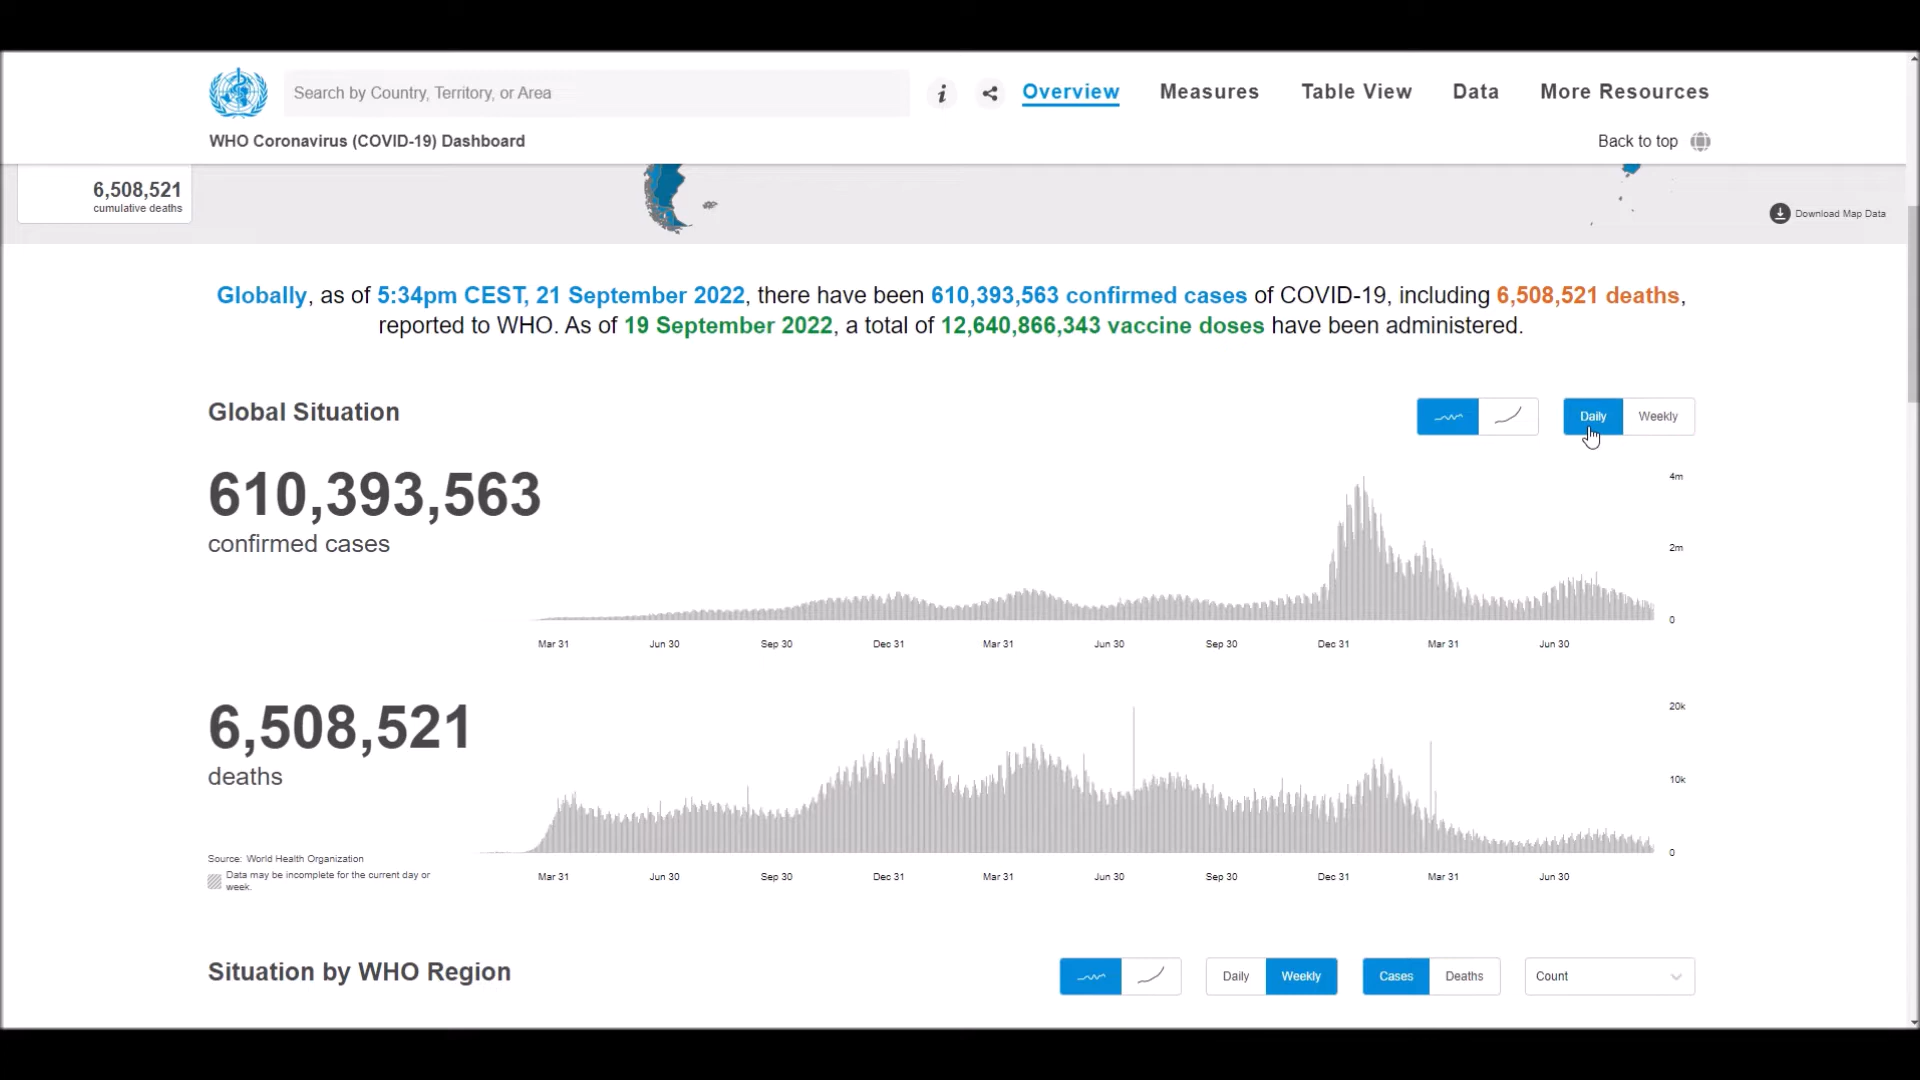 Search by Country, Territory, or Area
Overview
Measures
Table View
Data
More Resources
WHO Coronavirus (COVID-19) Dashboard
Back to top
6,508,521
cumulative deaths
Download Map Data
Globally, as of 5:34pm CEST, 21 September 2022, there have been 610,393,563 confirmed cases of COVID-19, including 6,508,521 deaths,
reported to WHO. As of 19 September 2022, a total of 12,640,866,343 vaccine doses have been administered.
Global Situation
Daily
Weekly
610,393,563
confirmed cases
4m
2m
0
Mar 31
Jun 30
Sep 30
Dec 31
Mar 31
Jun 30
Sep 30
Dec 31
Mar 31
Jun 30
6,508,521
deaths
20k
10k
0
Source: World Health Organization
Data may be incomplete for the current day or
week.
Mar 31
Jun 30
Sep 30
Dec 31
Mar 31
Jun 30
Sep 30
Dec 31
Mar 31
Jun 30
Situation by WHO Region
Daily
Weekly
Cases
Deaths
Count